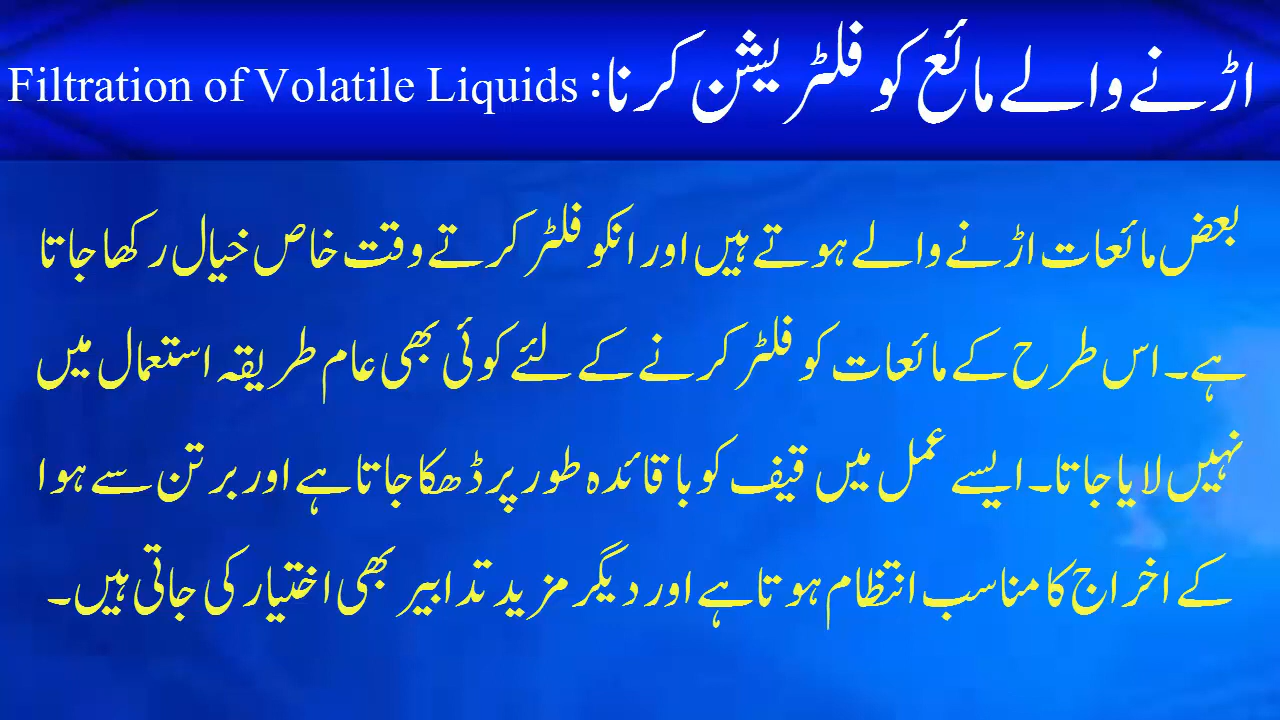 اڑنے والے مائع کو فلٹریشن کرنا: Filtration of Volatile Liquids
بعض مائعات اڑنے والے ہوتے ہیں اور انکو فلٹر کرتے وقت خاص خیال رکھا جاتا
ہے۔ اس طرح کے مائعات کو فلٹر کرنے کے لئے کوئی بھی عام طریقہ استعمال میں
نہیں لایا جاتا۔ ایسے عمل میں قیف کو باقائدہ طور پر ڈھکا جاتا ہے اور برتن سے ہوا
کے اخراج کا مناسب انتظام ہوتا ہے اور دیگر مزید تدابیر بھی اختیار کی جاتی ہیں۔